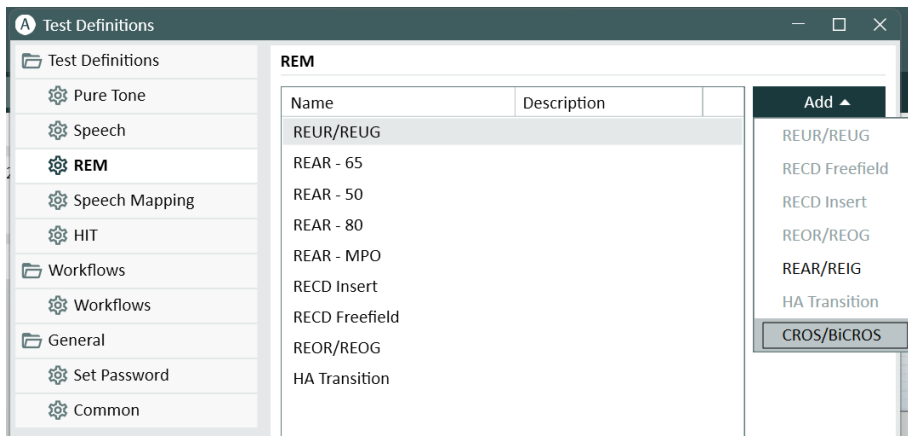 A Test Definitions
Test Definitions
Pure Tone
Speech
REM
Speech Mapping
HIT
Workflows
Workflows
General
Set Password
Common
REM
Name Description
REUR/REUG
REAR - 65
REAR - 50
REAR - 80
REAR - MPO
RECD Insert
RECD Freefield
REOR/REOG
HA Transition
Add
REUR/REUG
RECD Freefield
RECD Insert
REOR/REOG
REAR/REIG
HA Transition
CROS/BiCROS